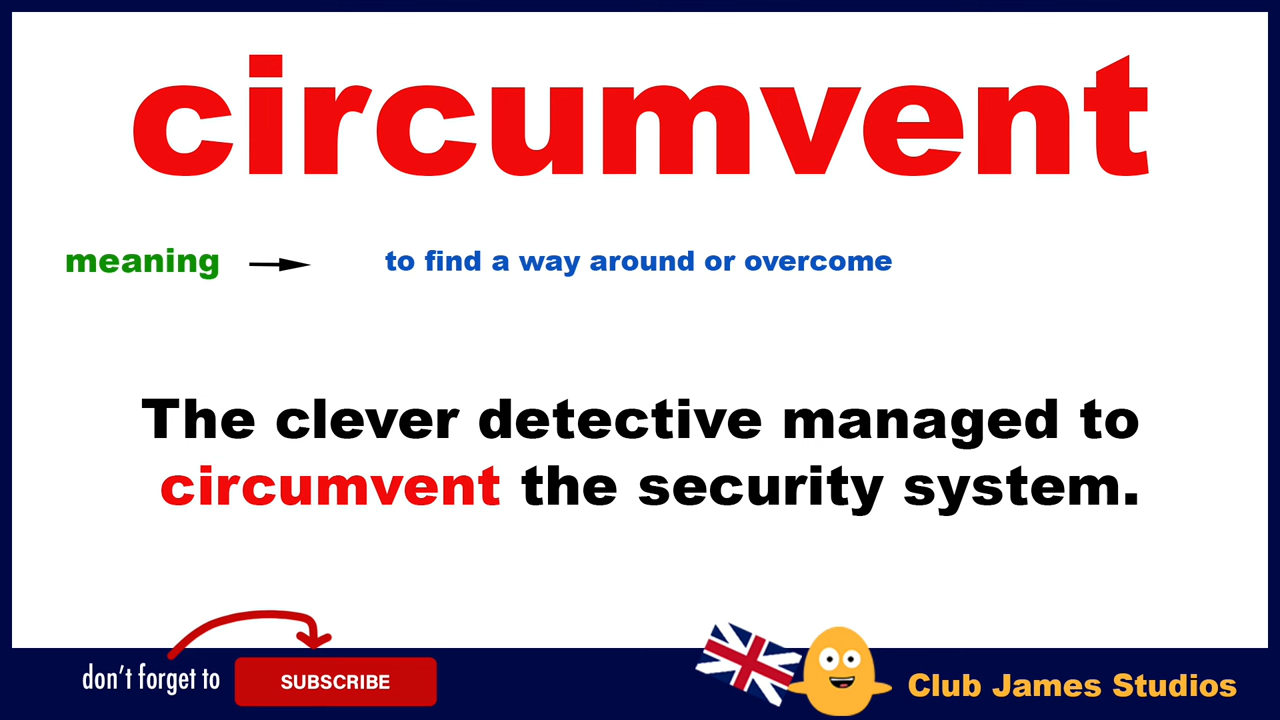 circumvent
meaning to find a way around or overcome
The clever detective managed to
circumvent the security system.
don't forget to SUBSCRIBE
Club James Studios